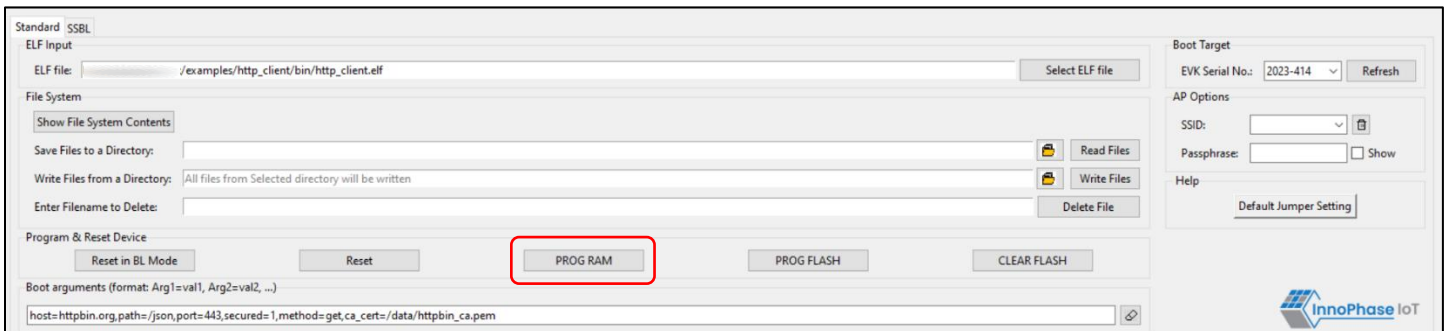 Standard SSBL
ELF Input
ELF file: :/examples/http_client/bin/http_client.elf Select ELF file
File System
Show File System Contents
Save Files to a Directory: Read Files
Write Files from a Directory: All files from Selected directory will be written Write Files
Enter Filename to Delete: Delete File
Program & Reset Device
Reset in BL Mode Reset PROG RAM PROG FLASH CLEAR FLASH
Boot arguments (format: Arg1=val1, Arg2=val2, ...)
host=httpbin.org,path=/json,port=443,secured=1,method=get,ca_cert=/data/httpbin_ca.pem
Boot Target
EVK Serial No.: 2023-414 Refresh
AP Options
SSID:
Passphrase: Show
Help
Default Jumper Setting
InnoPhase IoT